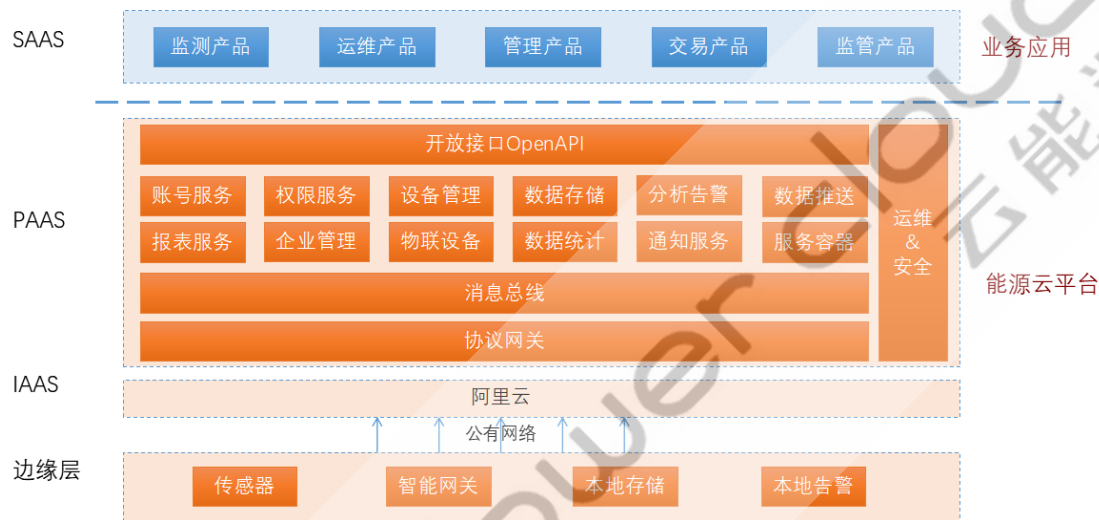 SAAS
监测产品
运维产品
管理产品
交易产品
监管产品
业务应用
开放接口OpenAPI
账号服务
权限服务
设备管理
数据存储
分析告警
数据推送
PAAS
报表服务
企业管理
物联设备
数据统计
通知服务
服务容器
运维
&
安全
消息总线
能源云平台
协议网关
IAAS
阿里云
公有网络
边缘层
传感器
智能网关
本地存储
本地告警
power cloud
云能